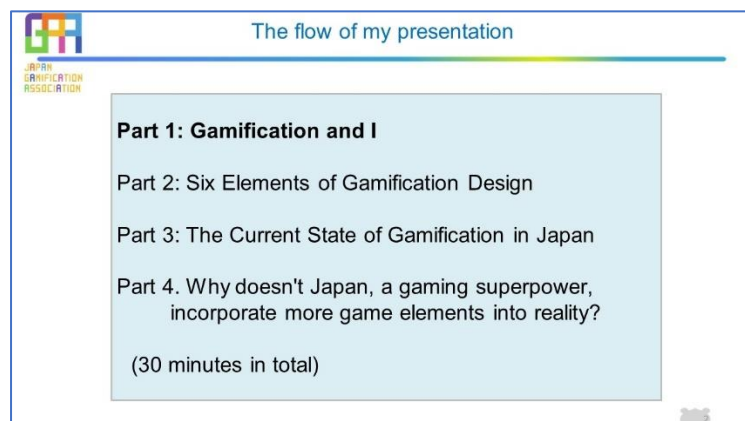 The flow of my presentation
JAPAN
GAMIFICATION
ASSOCIATION
Part 1: Gamification and I
Part 2: Six Elements of Gamification Design
Part 3: The Current State of Gamification in Japan
Part 4. Why doesn't Japan, a gaming superpower,
incorporate more game elements into reality?
(30 minutes in total)